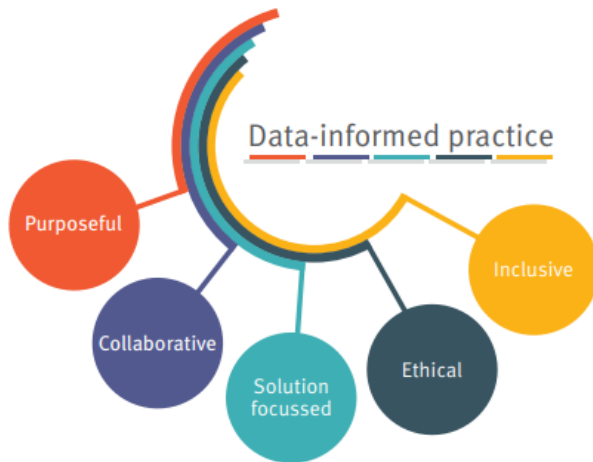 Data-informed practice
Purposeful
Collaborative
Solution
focussed
Ethical
Inclusive